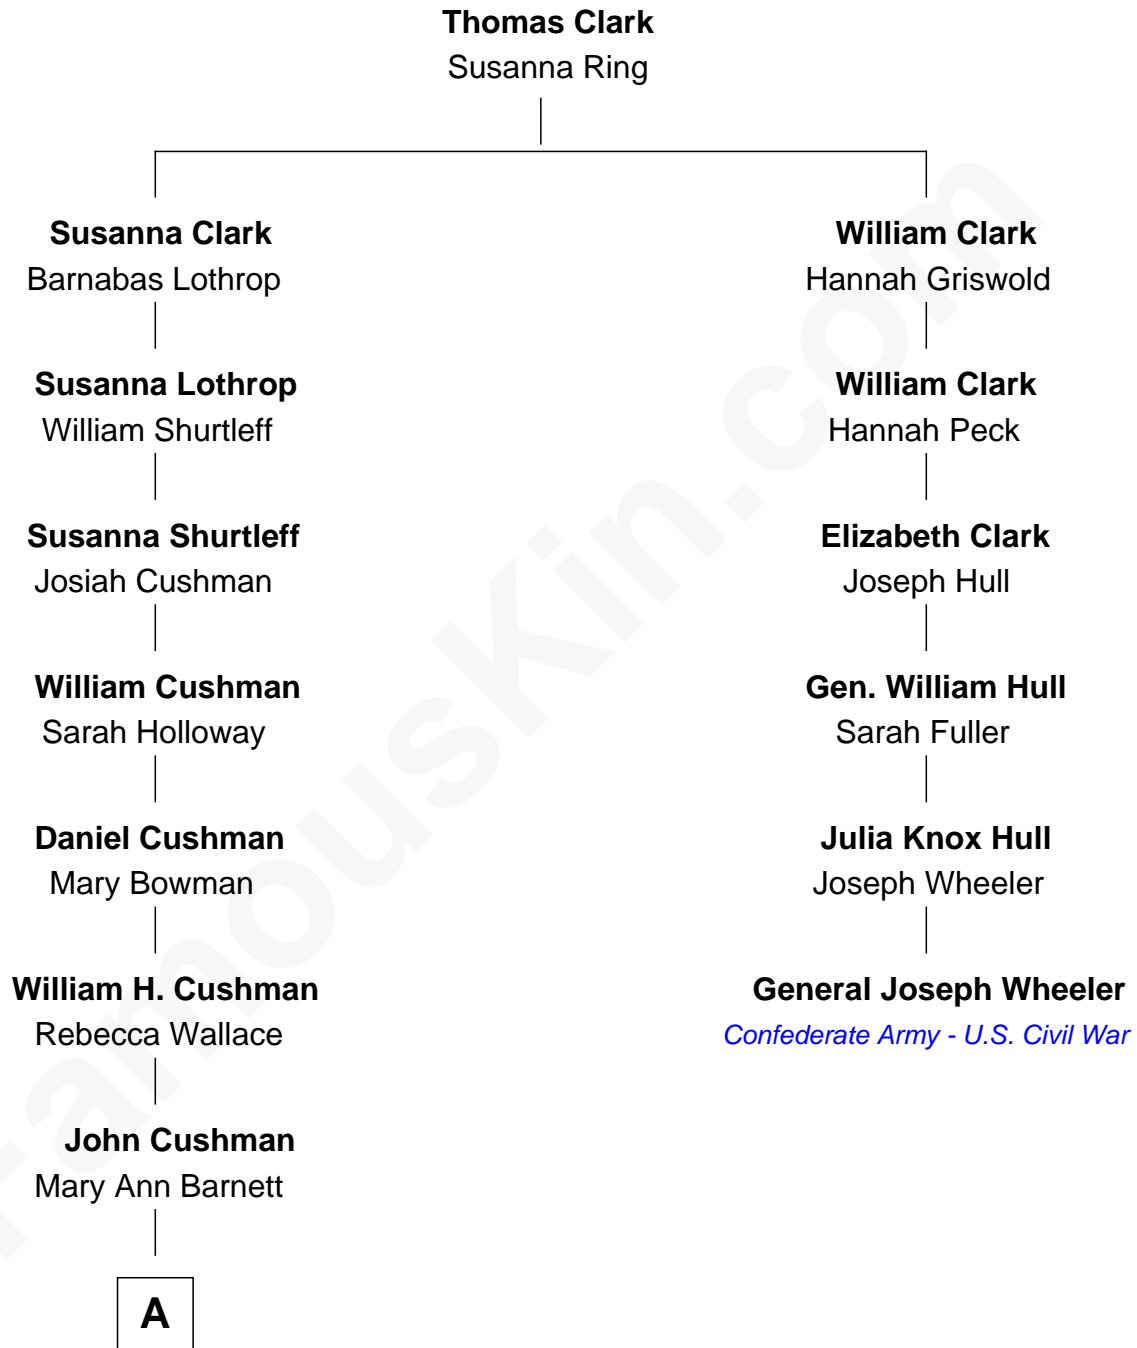 Thomas Clark
Susanna Ring
Susanna Clark
Barnabas Lothrop
Susanna Lothrop
William Shurtleff
Susanna Shurtleff
Josiah Cushman
William Cushman
Sarah Holloway
Daniel Cushman
Mary Bowman
William H. Cushman
Rebecca Wallace
John Cushman
Mary Ann Barnett
A
William Clark
Hannah Griswold
William Clark
Hannah Peck
Elizabeth Clark
Joseph Hull
Gen. William Hull
Sarah Fuller
Julia Knox Hull
Joseph Wheeler
General Joseph Wheeler
Confederate Army - U.S. Civil War
FamousKin.com